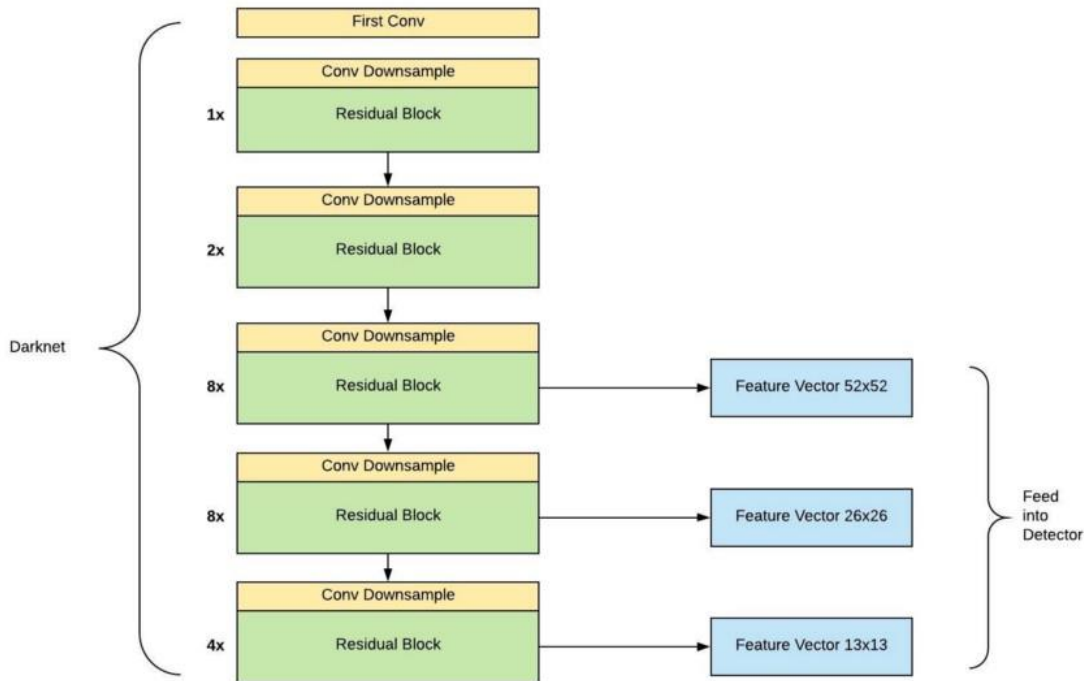 First Conv
Conv Downsample
1x
Residual Block
Conv Downsample
2x
Residual Block
Darknet
Conv Downsample
8x
Residual Block
Feature Vector 52x52
Conv Downsample
8x
Residual Block
Feature Vector 26x26
Feed
into
Detector
Conv Downsample
4x
Residual Block
Feature Vector 13x13